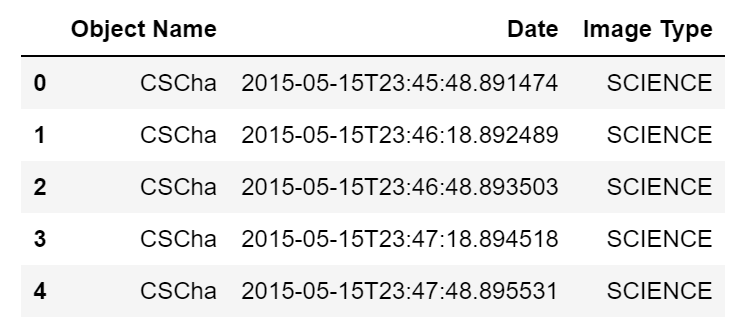 Object Name Date Image Type
0 CSCha 2015-05-15T23:45:48.891474 SCIENCE
1 CSCha 2015-05-15T23:46:18.892489 SCIENCE
2 CSCha 2015-05-15T23:46:48.893503 SCIENCE
3 CSCha 2015-05-15T23:47:18.894518 SCIENCE
4 CSCha 2015-05-15T23:47:48.895531 SCIENCE